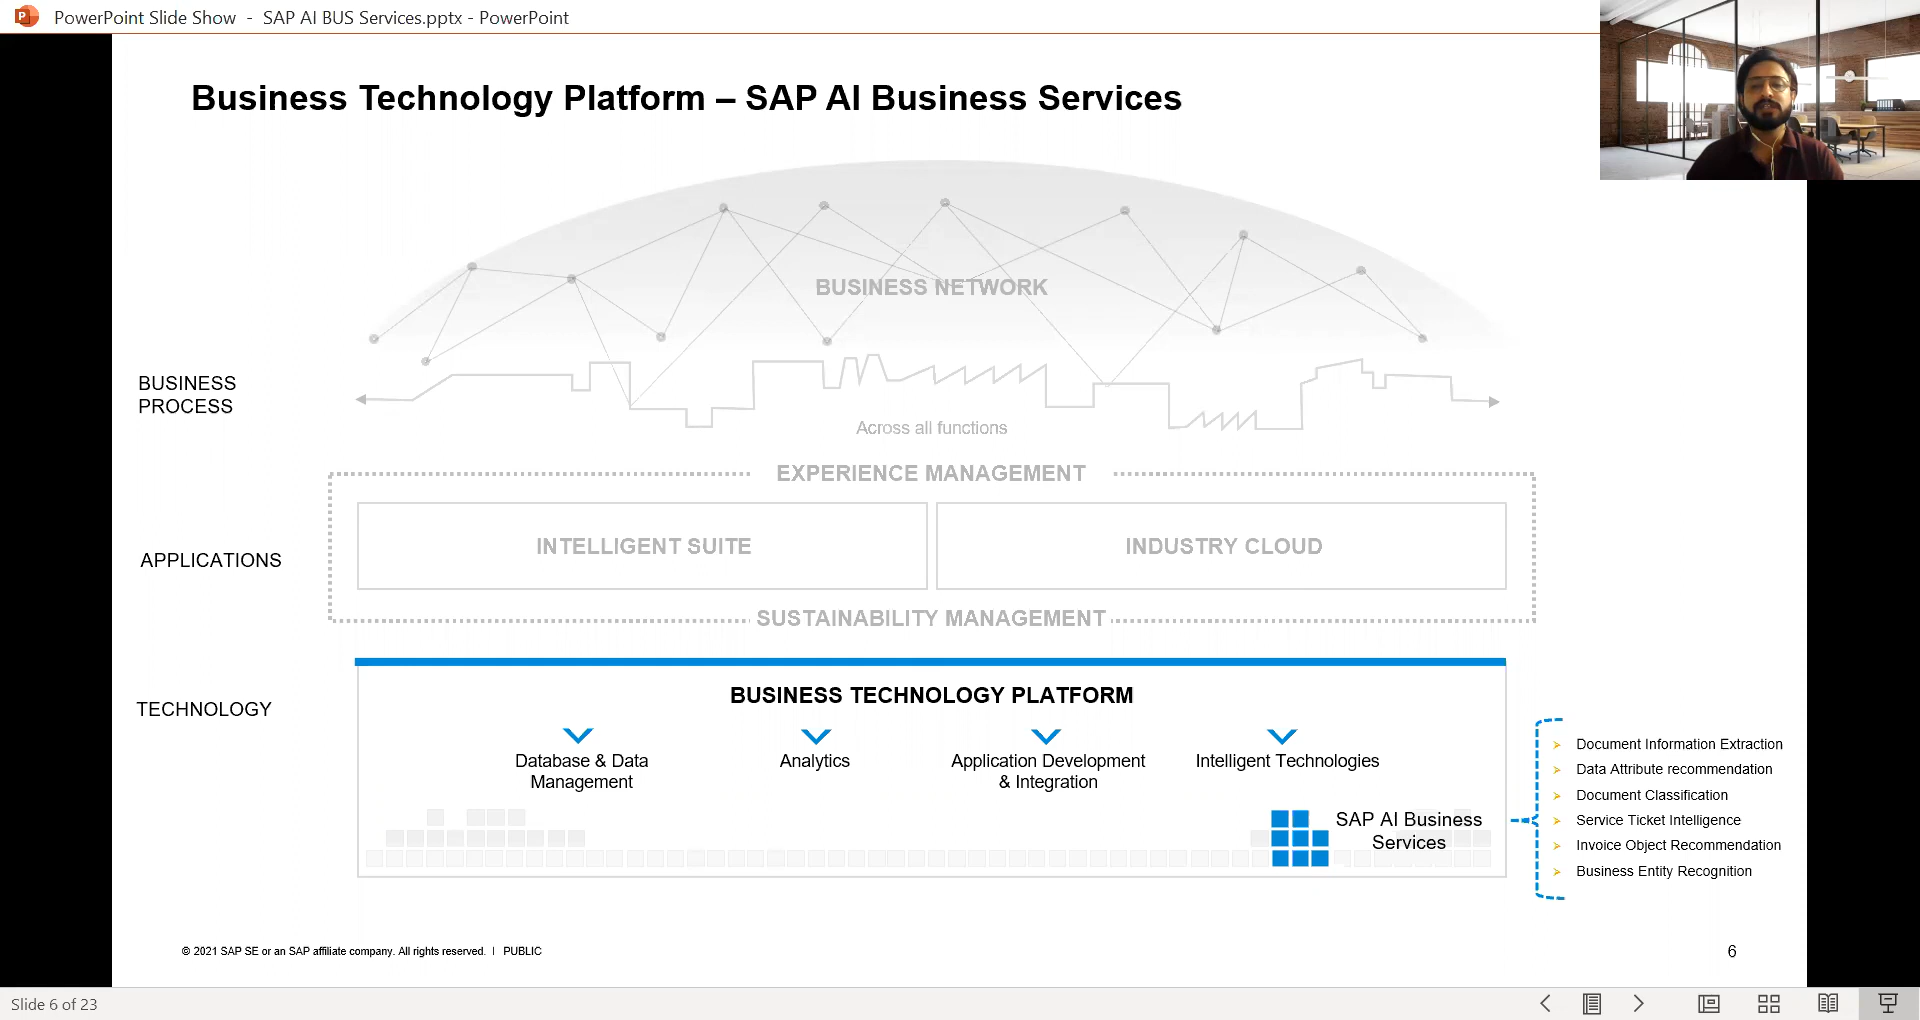 PowerPoint Slide Show - SAP AI BUS Services.pptx - PowerPoint
Business Technology Platform – SAP AI Business Services
BUSINESS NETWORK
BUSINESS
PROCESS
Across all functions
EXPERIENCE MANAGEMENT
APPLICATIONS
INTELLIGENT SUITE
INDUSTRY CLOUD
SUSTAINABILITY MANAGEMENT
TECHNOLOGY
BUSINESS TECHNOLOGY PLATFORM
Database & Data
Management
Analytics
Application Development
& Integration
Intelligent Technologies
SAP AI Business
Services
Document Information Extraction
Data Attribute recommendation
Document Classification
Service Ticket Intelligence
Invoice Object Recommendation
Business Entity Recognition
© 2021 SAP SE or an SAP affiliate company. All rights reserved. | PUBLIC
6
Slide 6 of 23